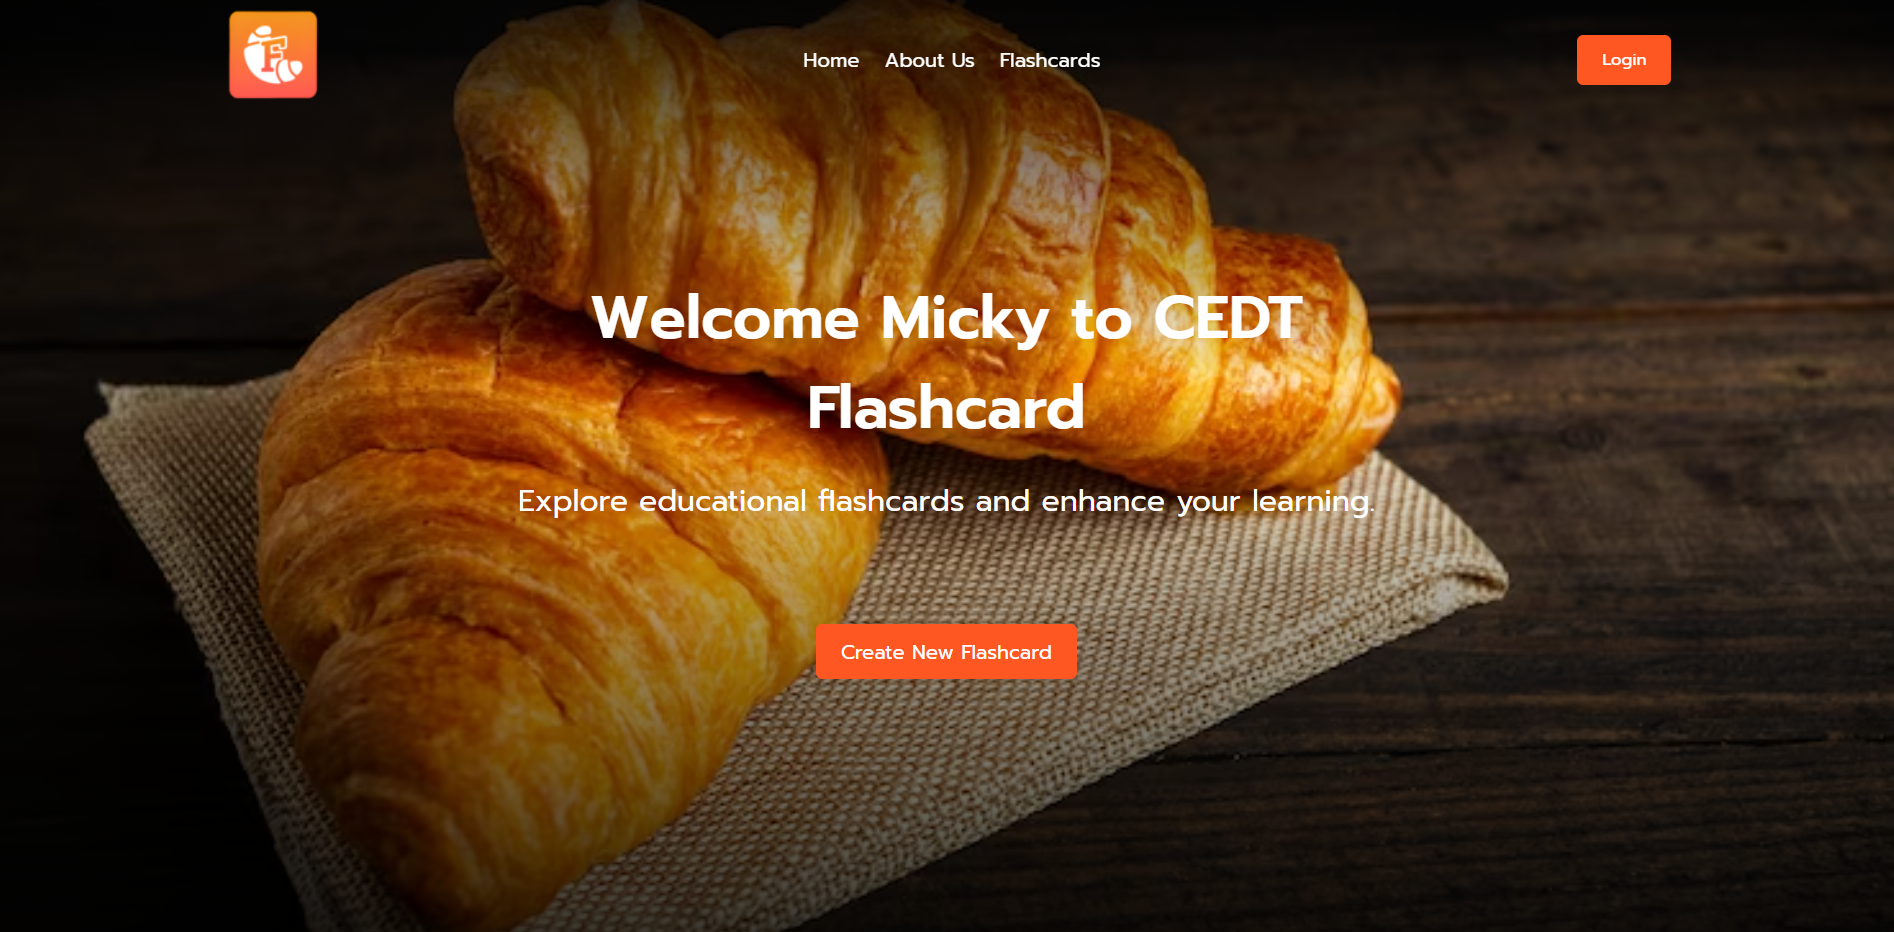 F
Home About Us Flashcards
Login
Welcome Micky to CEDT
Flashcard
Explore educational flashcards and enhance your learning.
Create New Flashcard